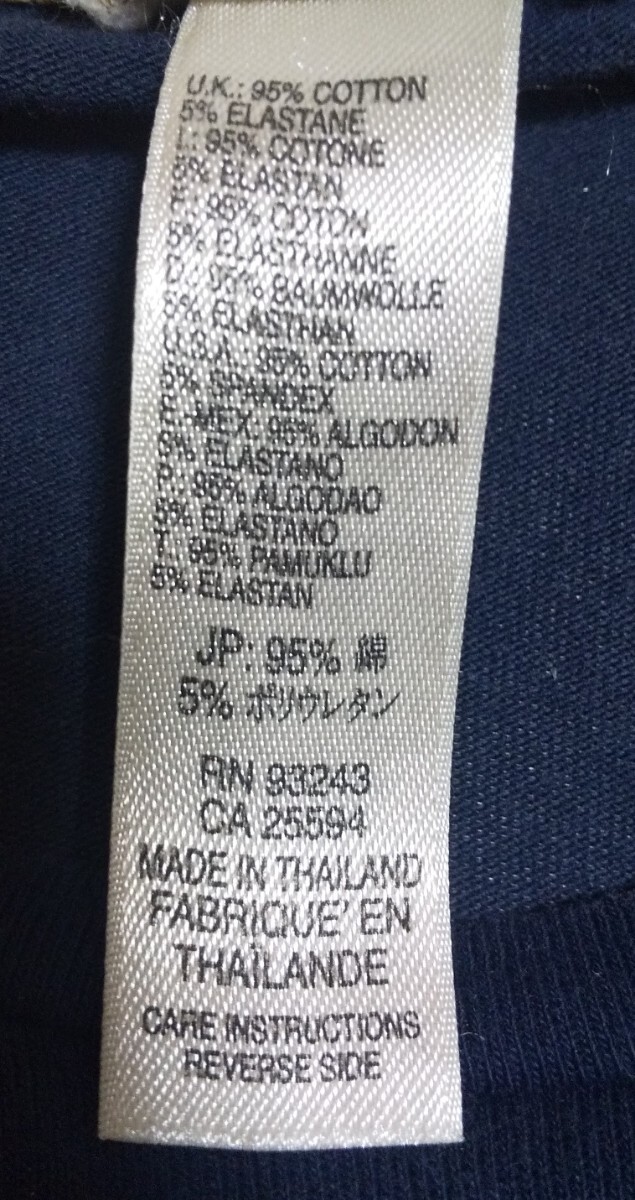 U.K.: 95% COTTON
5% ELASTANE
I.: 95% COTONE
5% ELASTAN
F.: 95% COTON
5% ELASTHANNE
D.: 95% BAUMWOLLE
5% ELASTHAN
U.S.A.: 95% COTTON
5% SPANDEX
E-MEX: 95% ALGODON
5% ELASTANO
P.: 95% ALGODAO
5% ELASTANO
T.: 95% PAMUKLU
5% ELASTAN
JP: 95% 綿
5% ポリウレタン
RN 93243
CA 25594
MADE IN THAILAND
FABRIQUE' EN
THAÏLANDE
CARE INSTRUCTIONS
REVERSE SIDE